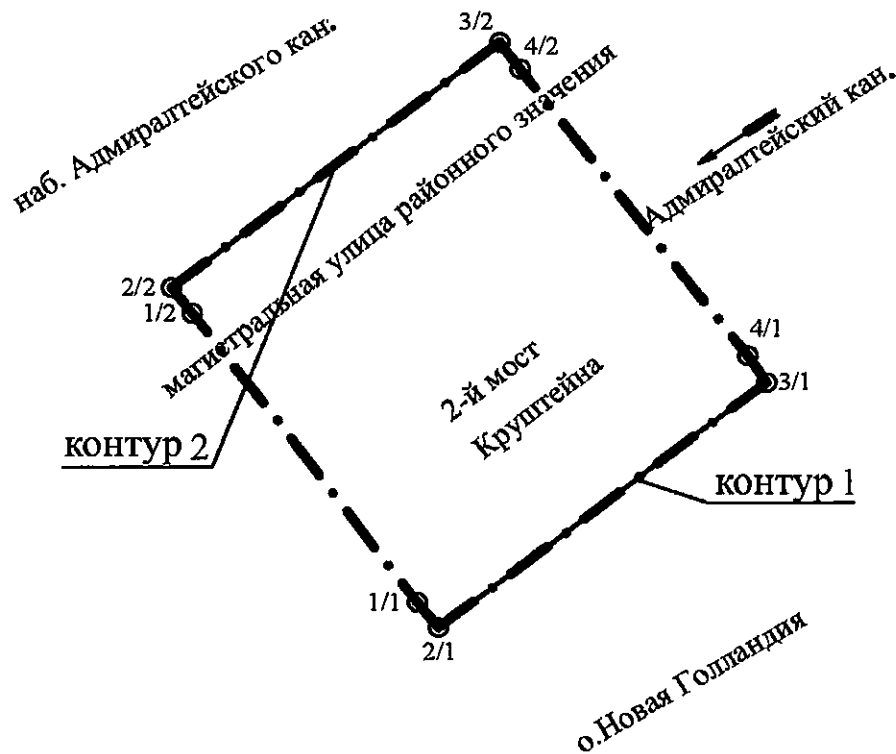 наб. Адмиралтейского кан.
3/2
4/2
магистральная улица районного значения
Адмиралтейский кан.
2/2
1/2
4/1
3/1
2-й мост
Круштейна
контур 2
контур 1
1/1
2/1
о.Новая Голландия